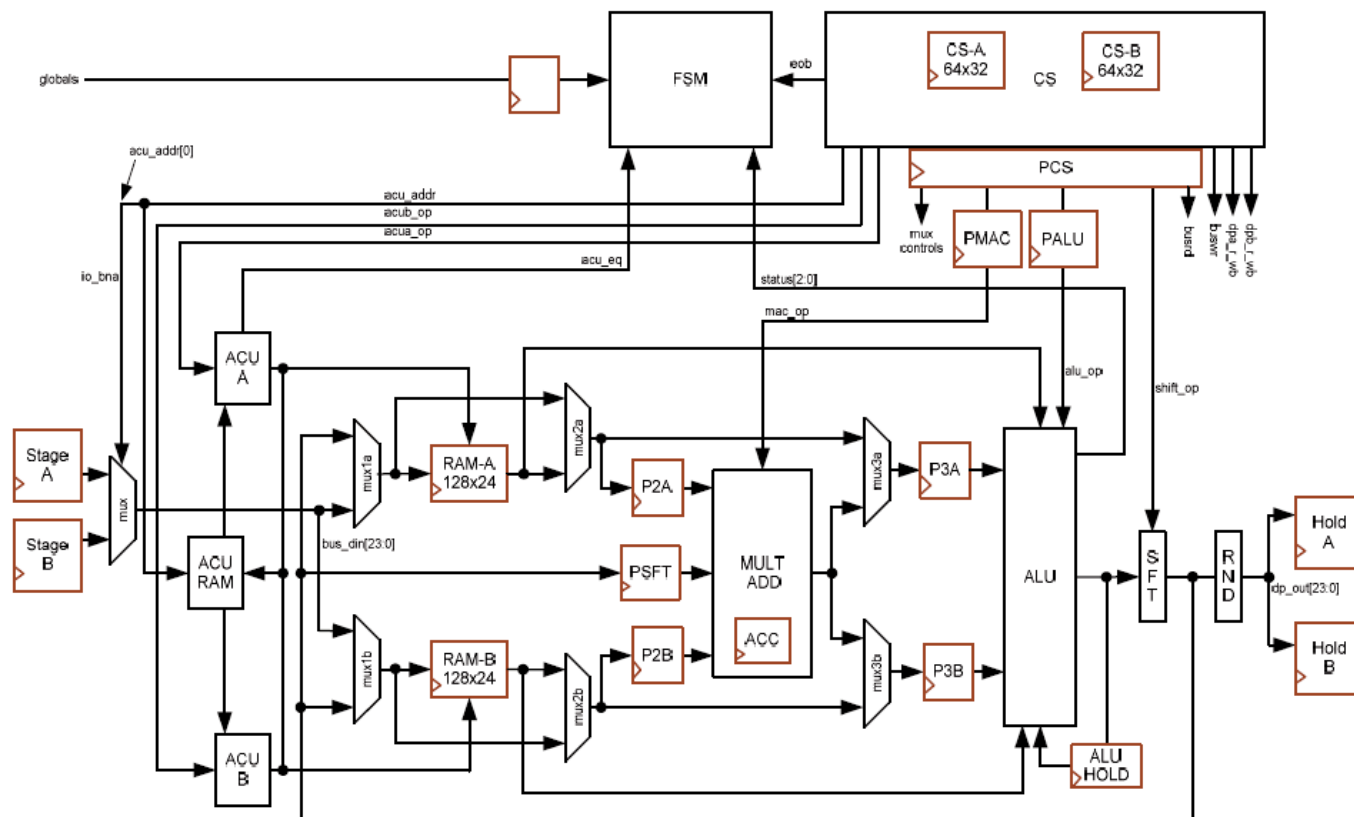 CS-A
64x32
CS-B
64x32
globals
FSM
eob
CS
acu_addr[0]
PCS
acu_addr
acub_op
acua_op
mux
controls
PMAC
PALU
busrd
buswr
dpa_r_wb
dpb_r_wb
io_bna
acu_eq
status[2:0]
mac_op
ACU
A
alu_op
shift_op
Stage
A
mux
mux1a
RAM-A
128x24
mux2a
P2A
mux3a
P3A
Stage
B
bus_din[23:0]
ACU
RAM
PSFT
MULT
ADD
ALU
SFT
RND
Hold
A
dp_out[23:0]
ACC
mux1b
RAM-B
128x24
mux2b
P2B
mux3b
P3B
Hold
B
ACU
B
ALU
HOLD